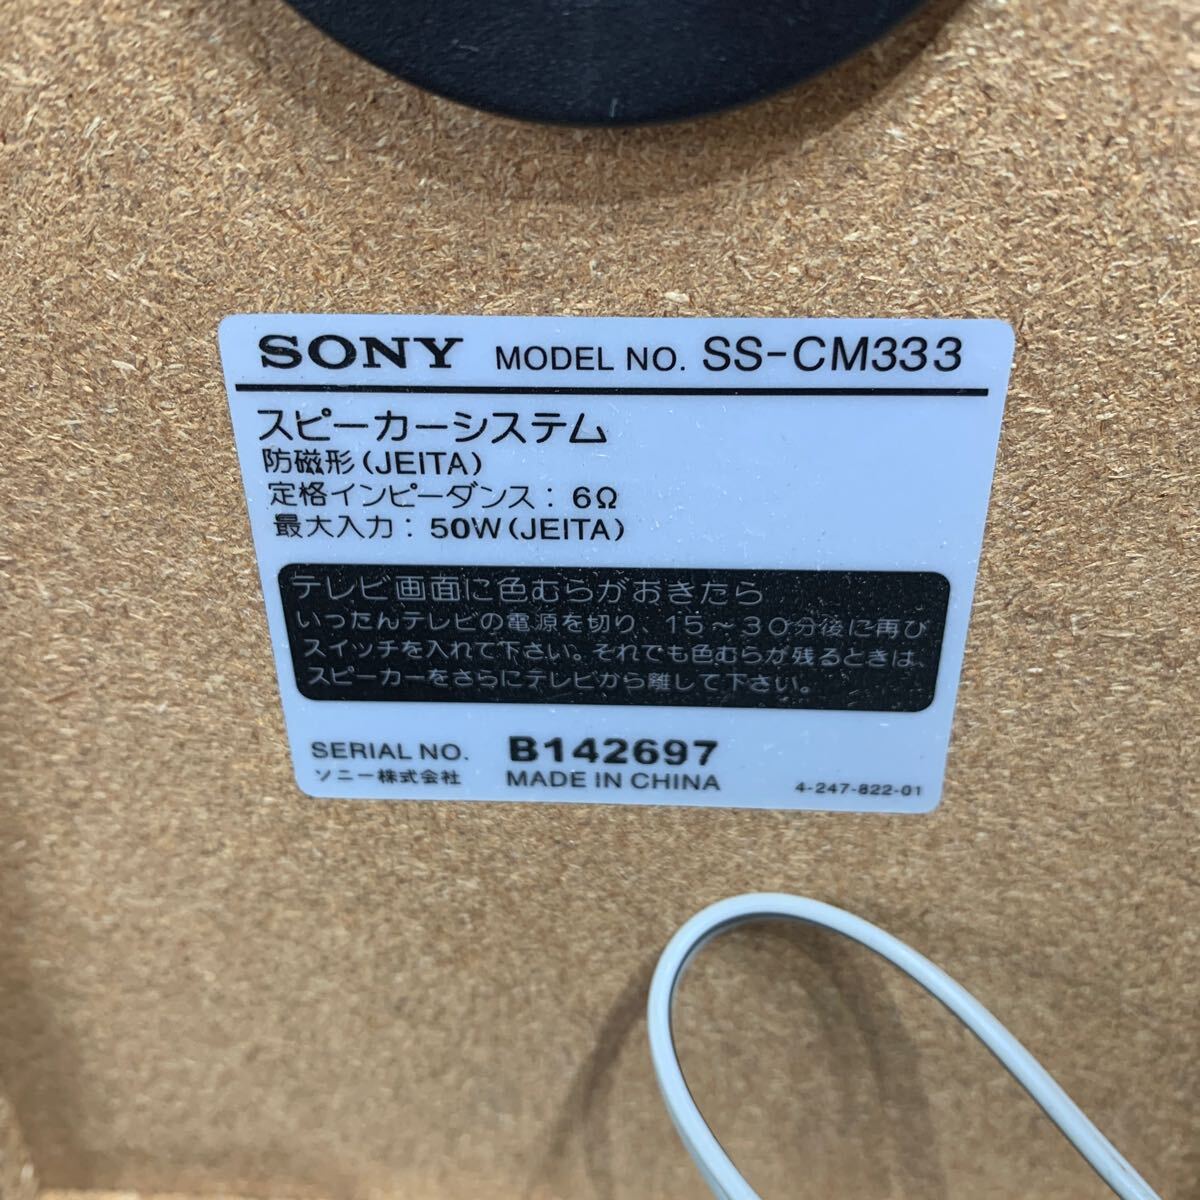 SONY MODEL NO. SS-CM333
スピーカーシステム
防磁形(JEITA)
定格インピーダンス: 6Ω
最大入力: 50W(JEITA)
テレビ画面に色むらがおきたら
いったんテレビの電源を切り、15～30分後に再び
スイッチを入れて下さい。それでも色むらが残るときは、
スピーカーをさらにテレビから離して下さい。
SERIAL NO. B142697
ソニー株式会社 MADE IN CHINA 4-247-822-01